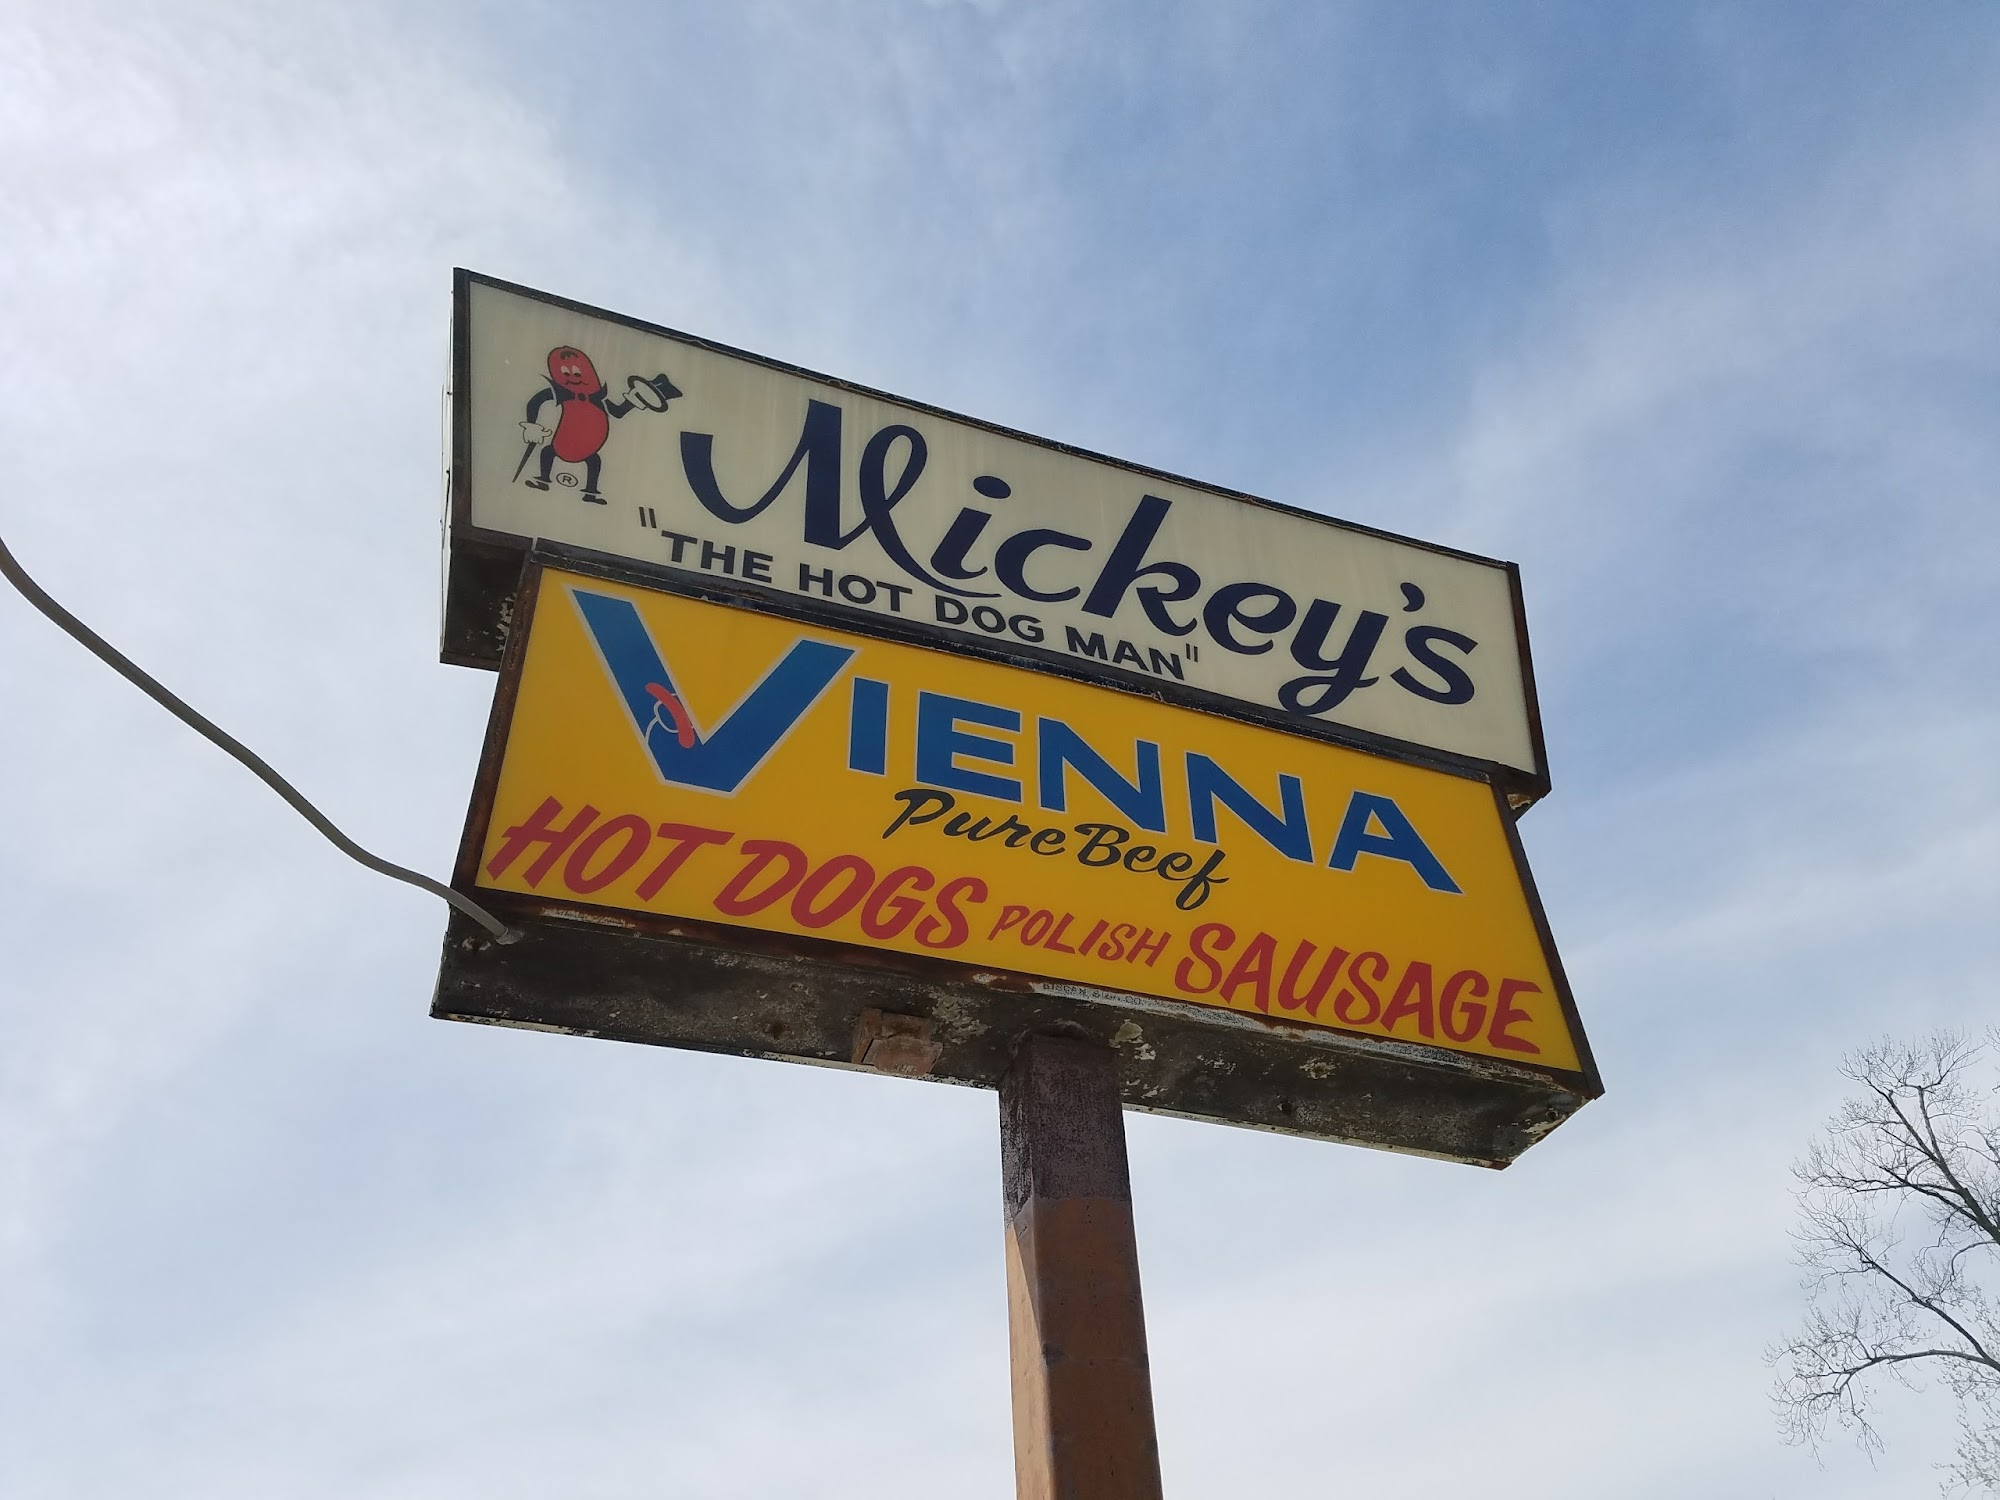 Mickey's
"THE HOT DOG MAN"
®
VIENNA
Pure Beef
HOT DOGS POLISH SAUSAGE